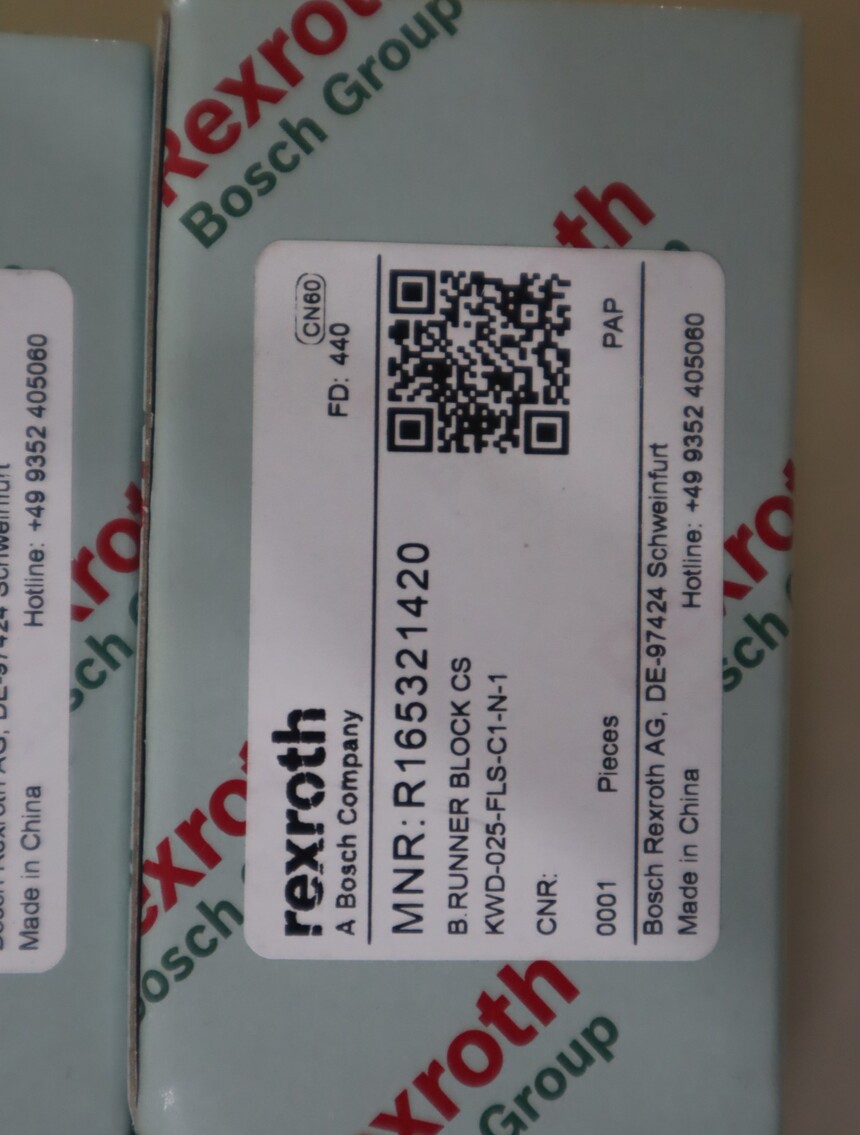 Rexroth
Bosch Group
rexroth
A Bosch Company
CN60
FD: 440
MNR: R165321420
B.RUNNER BLOCK CS
KWD-025-FLS-C1-N-1
CNR:
0001 Pieces PAP
Bosch Rexroth AG, DE-97424 Schweinfurt
Made in China Hotline: +49 9352 405060
Made in China Hotline: +49 9352 405060